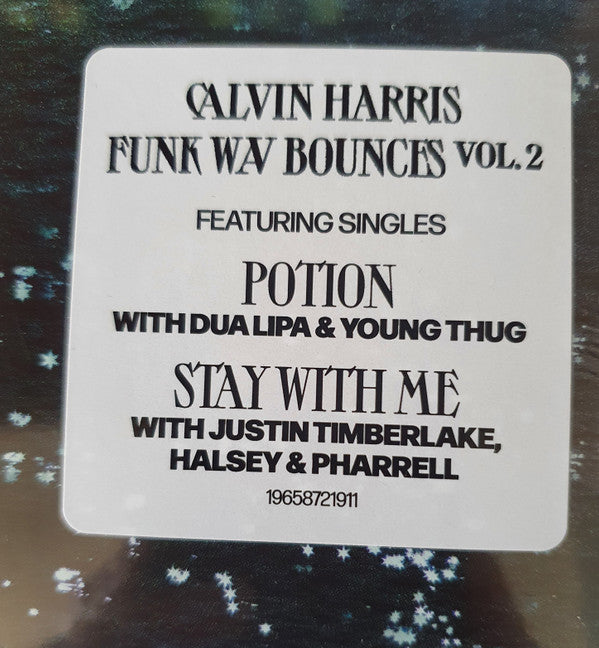 CALVIN HARRIS
FUNK WAV BOUNCES VOL. 2
FEATURING SINGLES
POTION
WITH DUA LIPA & YOUNG THUG
STAY WITH ME
WITH JUSTIN TIMBERLAKE,
HALSEY & PHARRELL
19658721911